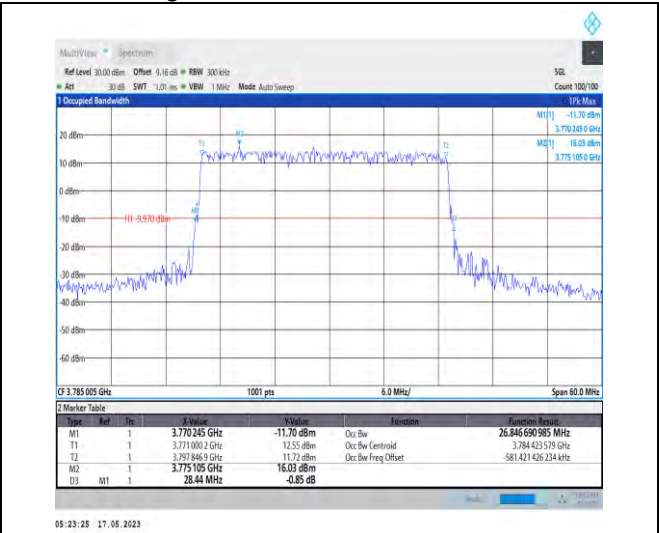 MultiView Spectrum
Ref Level 30.00 dBm Offset 9.16 dB RBW 300 kHz SGL
Att 30 dB SWT 1.01 ms VBW 1 MHz Mode Auto Sweep Count 100/100
1 Occupied Bandwidth 1Pk Max
M1[1] -11.70 dBm
3.770 245 0 GHz
M2[1] 16.03 dBm
3.775 105 0 GHz
20 dBm
M2
T1
T2
10 dBm
0 dBm
M1
-10 dBm
H1 -9.970 dBm
-20 dBm
-30 dBm
-40 dBm
-50 dBm
-60 dBm
CF 3.785 005 GHz 1001 pts 6.0 MHz/ Span 60.0 MHz
2 Marker Table
Type Ref Trc X-Value Y-Value Function Function Result
M1 1 3.770 245 GHz -11.70 dBm Occ Bw 26.846 690 985 MHz
T1 1 3.771 000 2 GHz 12.55 dBm Occ Bw Centroid 3.784 423 579 GHz
T2 1 3.797 846 9 GHz 11.72 dBm Occ Bw Freq Offset -581.421 426 234 kHz
M2 1 3.775 105 GHz 16.03 dBm
D3 M1 1 28.44 MHz -0.85 dB
05:23:25 17.05.2023